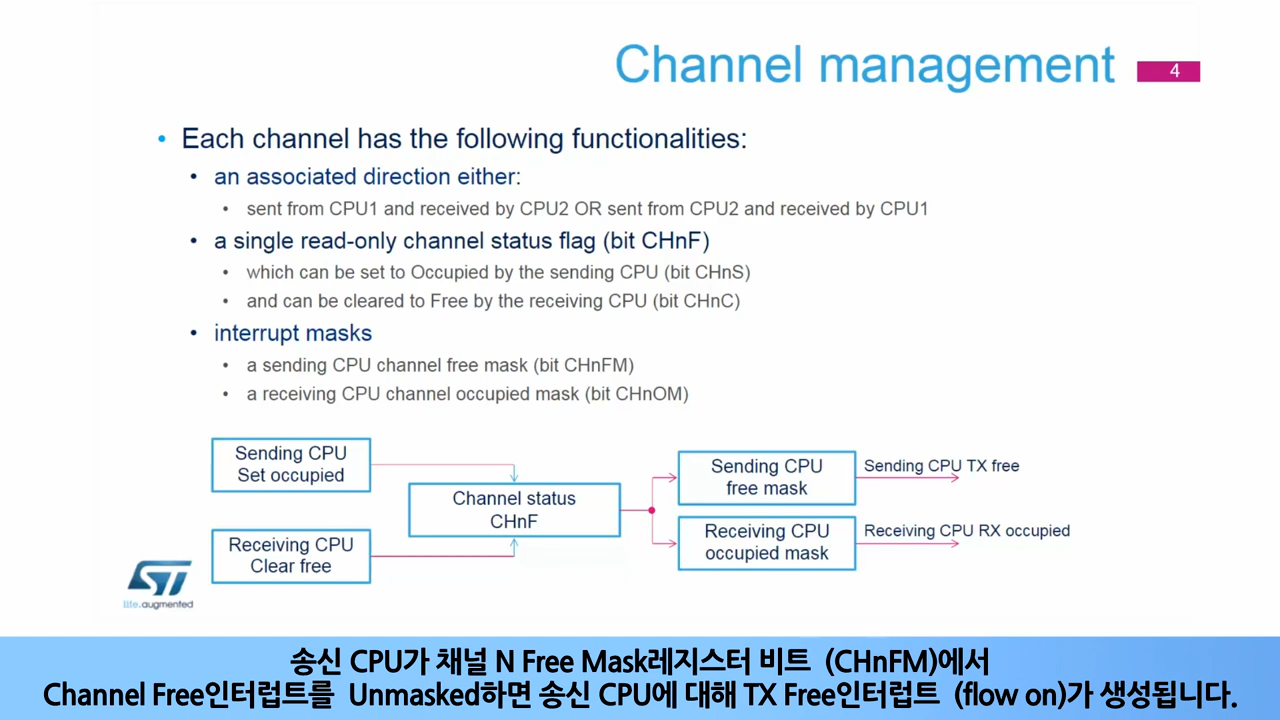 Channel management
4
• Each channel has the following functionalities:
• an associated direction either:
• sent from CPU1 and received by CPU2 OR sent from CPU2 and received by CPU1
• a single read-only channel status flag (bit CHnF)
• which can be set to Occupied by the sending CPU (bit CHnS)
• and can be cleared to Free by the receiving CPU (bit CHnC)
• interrupt masks
• a sending CPU channel free mask (bit CHnFM)
• a receiving CPU channel occupied mask (bit CHnOM)
Sending CPU
Set occupied
Receiving CPU
Clear free
Channel status
CHnF
Sending CPU
free mask
Sending CPU TX free
Receiving CPU
occupied mask
Receiving CPU RX occupied
ST
life.augmented
송신 CPU가 채널 N Free Mask레지스터 비트 (CHnFM)에서
Channel Free인터럽트를 Unmasked하면 송신 CPU에 대해 TX Free인터럽트 (flow on)가 생성됩니다.